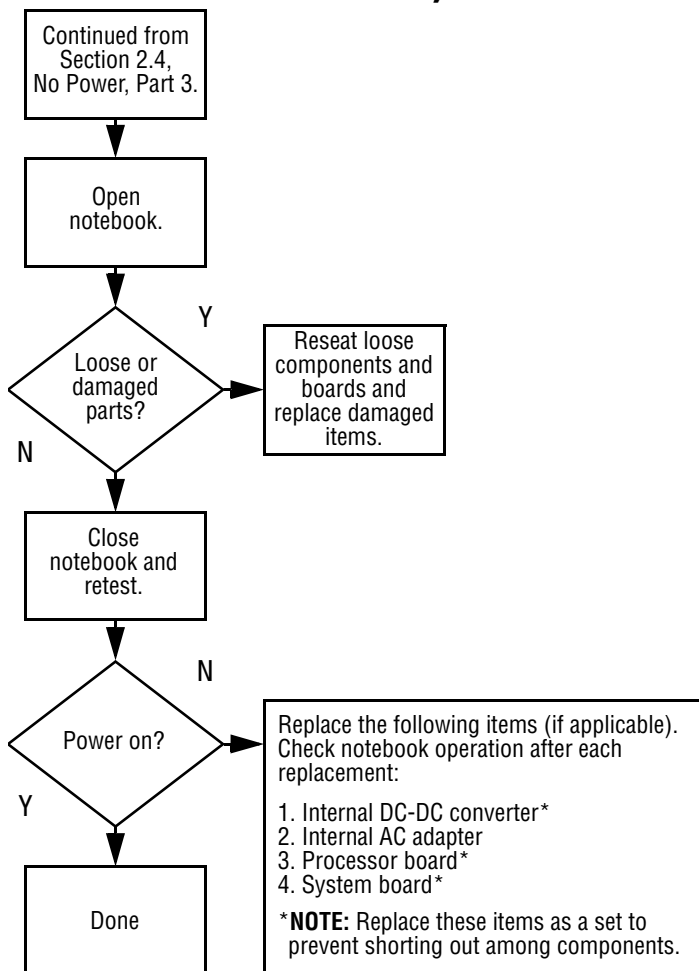 Continued from
Section 2.4,
No Power, Part 3.
Open
notebook.
Y
Loose or
damaged
parts?
Reseat loose
components and
boards and
replace damaged
items.
N
Close
notebook and
retest.
N
Power on?
Replace the following items (if applicable).
Check notebook operation after each
replacement:
1. Internal DC-DC converter*
2. Internal AC adapter
3. Processor board*
4. System board*
*NOTE: Replace these items as a set to
prevent shorting out among components.
Y
Done